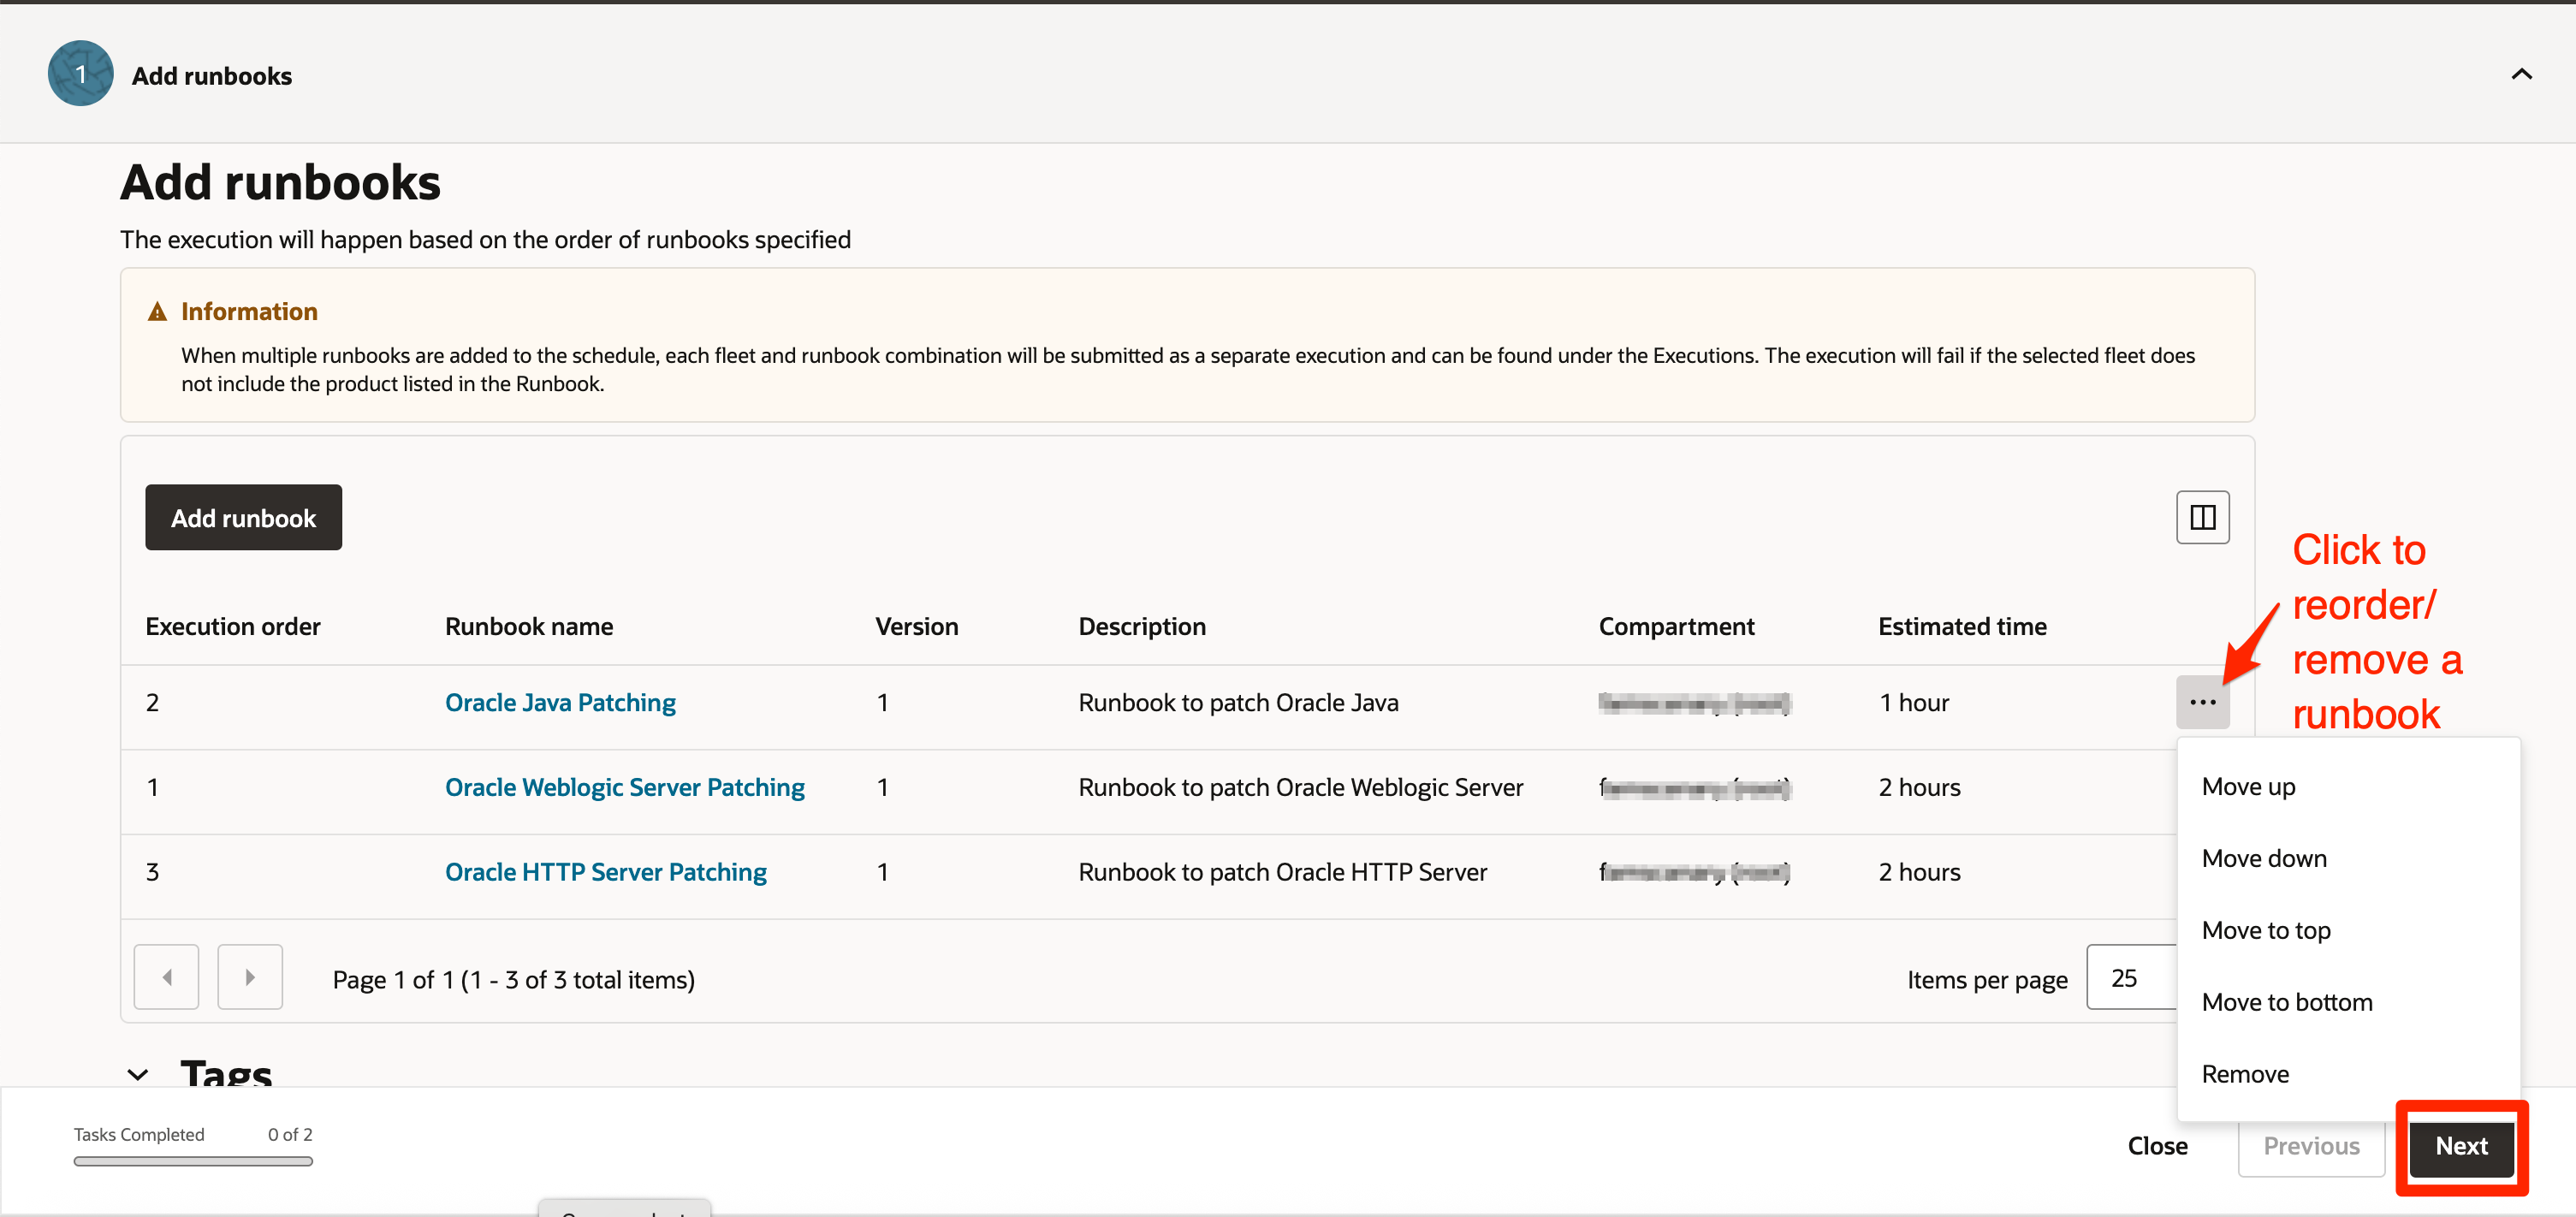 1 Add runbooks
Add runbooks
The execution will happen based on the order of runbooks specified
Information
When multiple runbooks are added to the schedule, each fleet and runbook combination will be submitted as a separate execution and can be found under the Executions. The execution will fail if the selected fleet does
not include the product listed in the Runbook.
Add runbook
Click to
reorder/
remove a
runbook
Execution order Runbook name Version Description Compartment Estimated time
2 Oracle Java Patching 1 Runbook to patch Oracle Java 1 hour ...
1 Oracle Weblogic Server Patching 1 Runbook to patch Oracle Weblogic Server 2 hours
3 Oracle HTTP Server Patching 1 Runbook to patch Oracle HTTP Server 2 hours
Move up
Move down
Move to top
Move to bottom
Remove
Page 1 of 1 (1 - 3 of 3 total items) Items per page 25
Tags
Tasks Completed 0 of 2
Close Previous Next